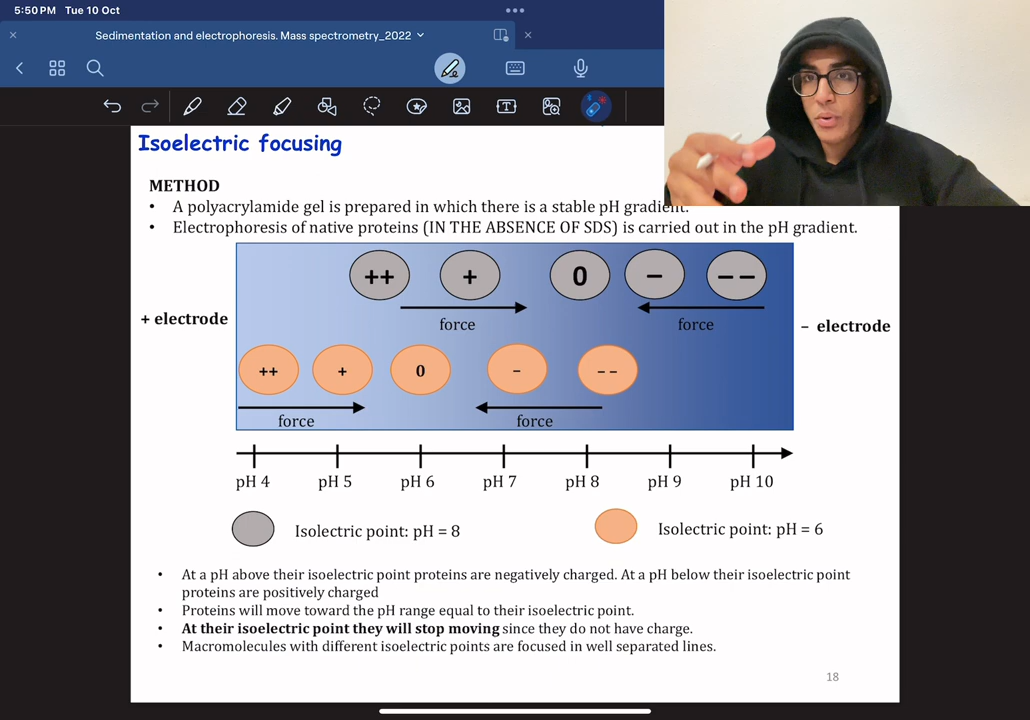 5:50 PM Tue 10 Oct
Sedimentation and electrophoresis. Mass spectrometry_2022
Isoelectric focusing
METHOD
• A polyacrylamide gel is prepared in which there is a stable pH gradient.
• Electrophoresis of native proteins (IN THE ABSENCE OF SDS) is carried out in the pH gradient.
++ + 0 – – –
force force
+ electrode – electrode
++ + 0 – – –
force force
pH 4 pH 5 pH 6 pH 7 pH 8 pH 9 pH 10
Isolectric point: pH = 8 Isolectric point: pH = 6
• At a pH above their isoelectric point proteins are negatively charged. At a pH below their isoelectric point
proteins are positively charged
• Proteins will move toward the pH range equal to their isoelectric point.
• At their isoelectric point they will stop moving since they do not have charge.
• Macromolecules with different isoelectric points are focused in well separated lines.
18